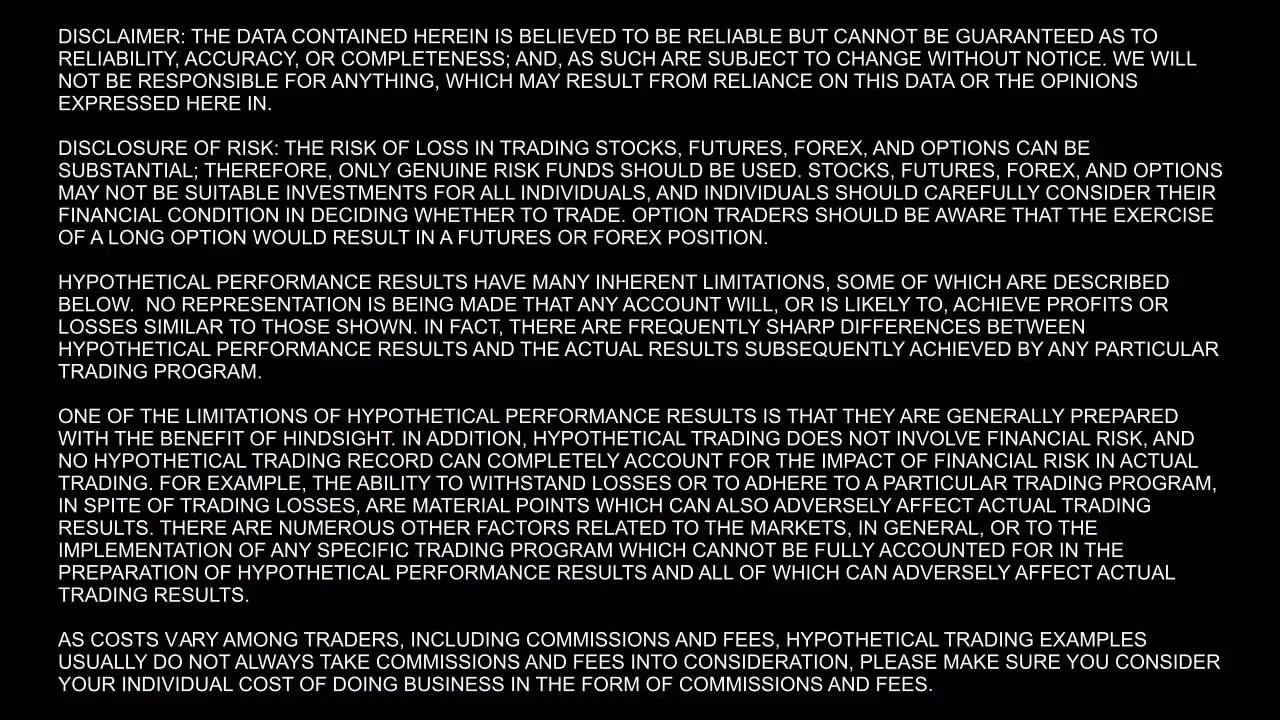 DISCLAIMER: THE DATA CONTAINED HEREIN IS BELIEVED TO BE RELIABLE BUT CANNOT BE GUARANTEED AS TO
RELIABILITY, ACCURACY, OR COMPLETENESS; AND, AS SUCH ARE SUBJECT TO CHANGE WITHOUT NOTICE. WE WILL
NOT BE RESPONSIBLE FOR ANYTHING, WHICH MAY RESULT FROM RELIANCE ON THIS DATA OR THE OPINIONS
EXPRESSED HERE IN.
DISCLOSURE OF RISK: THE RISK OF LOSS IN TRADING STOCKS, FUTURES, FOREX, AND OPTIONS CAN BE
SUBSTANTIAL; THEREFORE, ONLY GENUINE RISK FUNDS SHOULD BE USED. STOCKS, FUTURES, FOREX, AND OPTIONS
MAY NOT BE SUITABLE INVESTMENTS FOR ALL INDIVIDUALS, AND INDIVIDUALS SHOULD CAREFULLY CONSIDER THEIR
FINANCIAL CONDITION IN DECIDING WHETHER TO TRADE. OPTION TRADERS SHOULD BE AWARE THAT THE EXERCISE
OF A LONG OPTION WOULD RESULT IN A FUTURES OR FOREX POSITION.
HYPOTHETICAL PERFORMANCE RESULTS HAVE MANY INHERENT LIMITATIONS, SOME OF WHICH ARE DESCRIBED
BELOW.  NO REPRESENTATION IS BEING MADE THAT ANY ACCOUNT WILL, OR IS LIKELY TO, ACHIEVE PROFITS OR
LOSSES SIMILAR TO THOSE SHOWN. IN FACT, THERE ARE FREQUENTLY SHARP DIFFERENCES BETWEEN
HYPOTHETICAL PERFORMANCE RESULTS AND THE ACTUAL RESULTS SUBSEQUENTLY ACHIEVED BY ANY PARTICULAR
TRADING PROGRAM.
ONE OF THE LIMITATIONS OF HYPOTHETICAL PERFORMANCE RESULTS IS THAT THEY ARE GENERALLY PREPARED
WITH THE BENEFIT OF HINDSIGHT. IN ADDITION, HYPOTHETICAL TRADING DOES NOT INVOLVE FINANCIAL RISK, AND
NO HYPOTHETICAL TRADING RECORD CAN COMPLETELY ACCOUNT FOR THE IMPACT OF FINANCIAL RISK IN ACTUAL
TRADING. FOR EXAMPLE, THE ABILITY TO WITHSTAND LOSSES OR TO ADHERE TO A PARTICULAR TRADING PROGRAM,
IN SPITE OF TRADING LOSSES, ARE MATERIAL POINTS WHICH CAN ALSO ADVERSELY AFFECT ACTUAL TRADING
RESULTS. THERE ARE NUMEROUS OTHER FACTORS RELATED TO THE MARKETS, IN GENERAL, OR TO THE
IMPLEMENTATION OF ANY SPECIFIC TRADING PROGRAM WHICH CANNOT BE FULLY ACCOUNTED FOR IN THE
PREPARATION OF HYPOTHETICAL PERFORMANCE RESULTS AND ALL OF WHICH CAN ADVERSELY AFFECT ACTUAL
TRADING RESULTS.
AS COSTS VARY AMONG TRADERS, INCLUDING COMMISSIONS AND FEES, HYPOTHETICAL TRADING EXAMPLES
USUALLY DO NOT ALWAYS TAKE COMMISSIONS AND FEES INTO CONSIDERATION, PLEASE MAKE SURE YOU CONSIDER
YOUR INDIVIDUAL COST OF DOING BUSINESS IN THE FORM OF COMMISSIONS AND FEES.